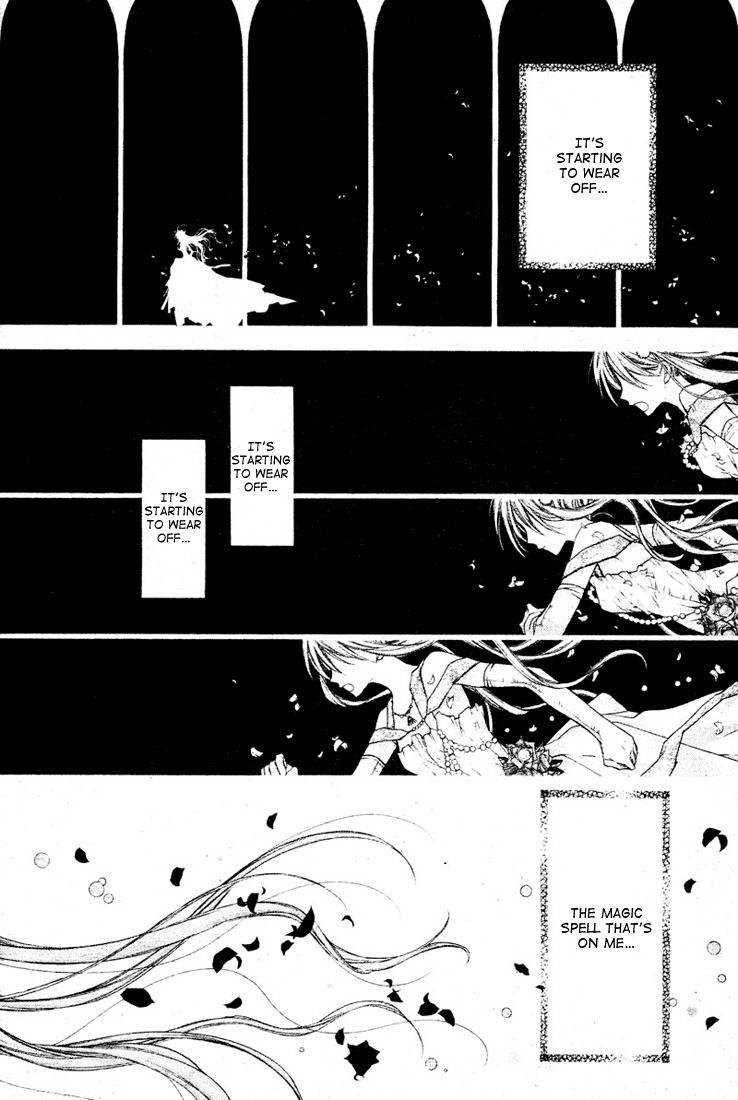 IT'S
STARTING
TO WEAR
OFF...
IT'S
STARTING
TO WEAR
OFF...
IT'S
STARTING
TO WEAR
OFF...
THE MAGIC
SPELL THAT'S
ON ME...